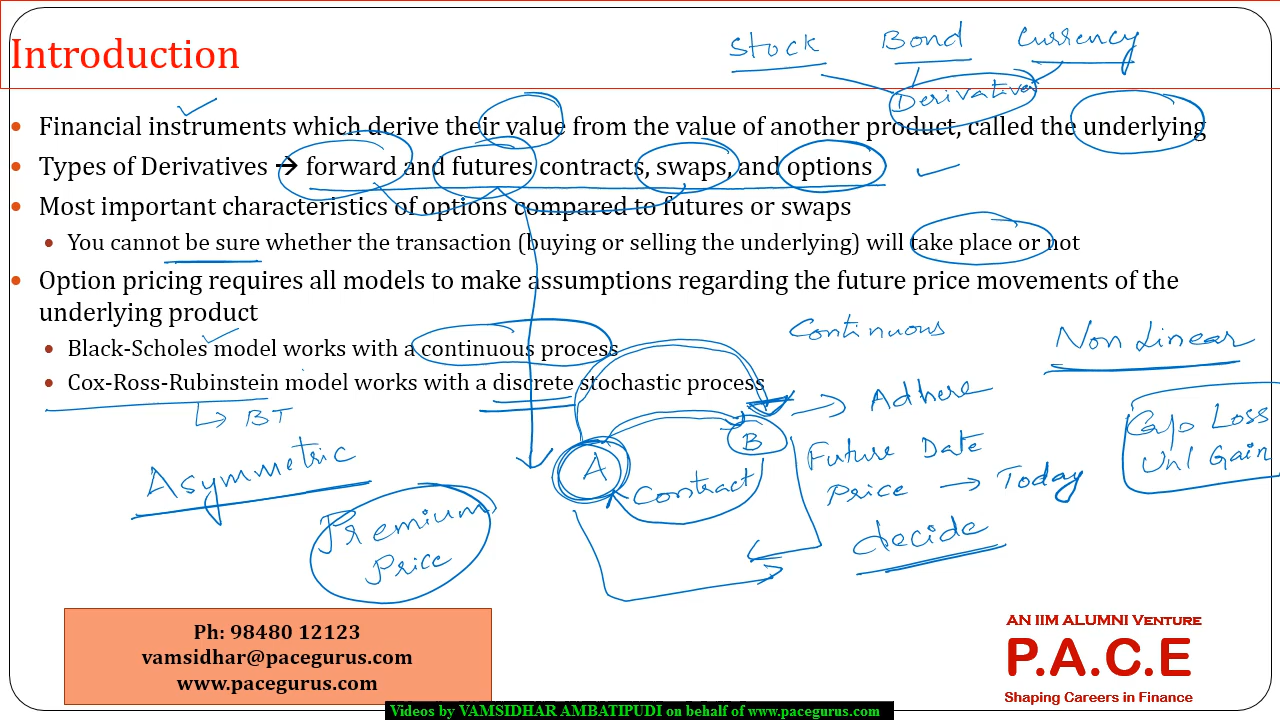 Introduction
Stock Bond Currency
Derivative
• Financial instruments which derive their value from the value of another product, called the underlying
• Types of Derivatives → forward and futures contracts, swaps, and options
• Most important characteristics of options compared to futures or swaps
• You cannot be sure whether the transaction (buying or selling the underlying) will take place or not
• Option pricing requires all models to make assumptions regarding the future price movements of the
underlying product
• Black-Scholes model works with a continuous process
• Cox-Ross-Rubinstein model works with a discrete stochastic process
Continuous
Non Linear
BT
→ Adhere
A B
Contract
Future Date
Price → Today
decide
Loss
Unl Gain
Asymmetric
Premium
Price
Ph: 98480 12123
vamsidhar@pacegurus.com
www.pacegurus.com
AN IIM ALUMNI VENTURE
P.A.C.E
Shaping Careers in Finance
Videos by VAMSIDHAR AMBATIPUDI on behalf of www.pacegurus.com